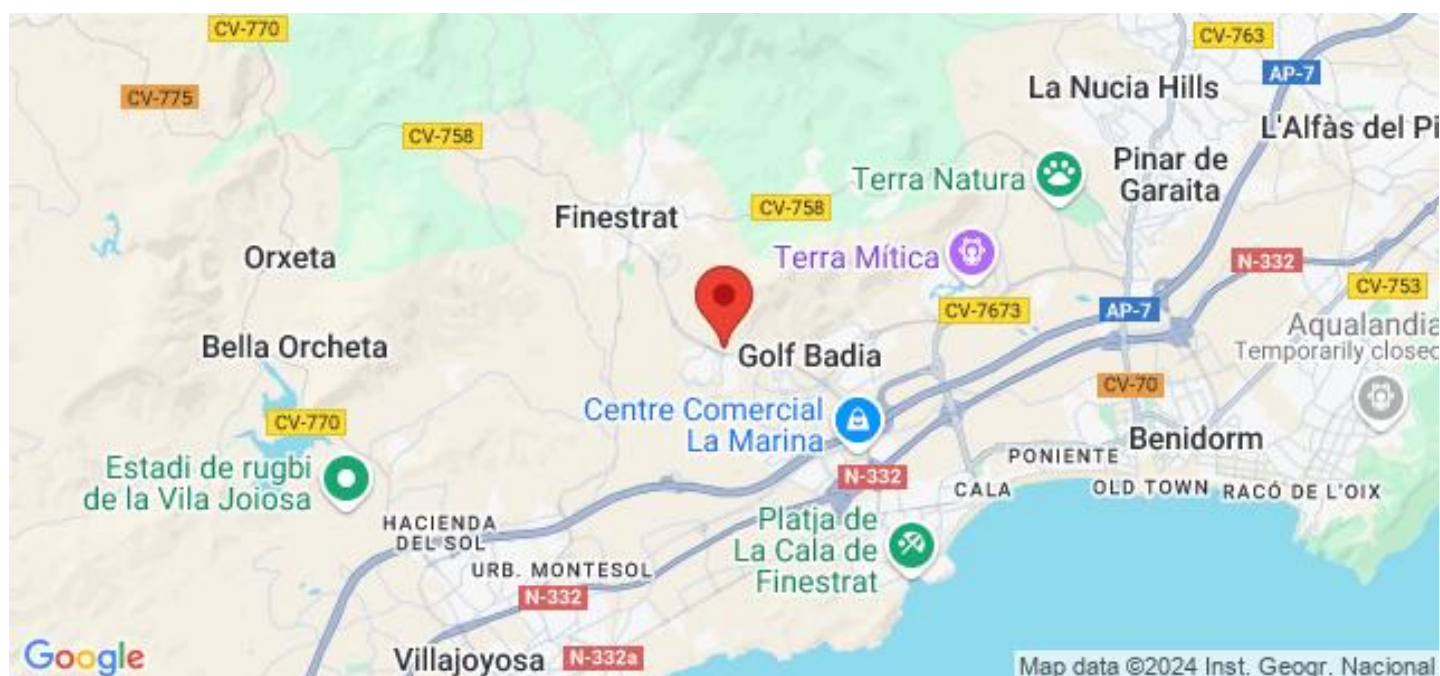 CV-770
CV-763
AP-7
La Nucia Hills
CV-775
CV-758
L'Alfàs del Pi
Pinar de
Garaita
Terra Natura
Finestrat
CV-758
Orxeta
Terra Mítica
N-332
CV-753
CV-7673
AP-7
Aqualandia
Temporarily closed
Bella Orcheta
Golf Badia
CV-70
Centre Comercial
La Marina
CV-770
Benidorm
PONIENTE
Estadi de rugbi
de la Vila Joiosa
N-332
CALA
OLD TOWN
RACÓ DE L'OIX
HACIENDA
DEL SOL
Platja de
La Cala de
Finestrat
URB. MONTESOL
N-332
Villajoyosa
N-332a
Google
Map data ©2024 Inst. Geogr. Nacional